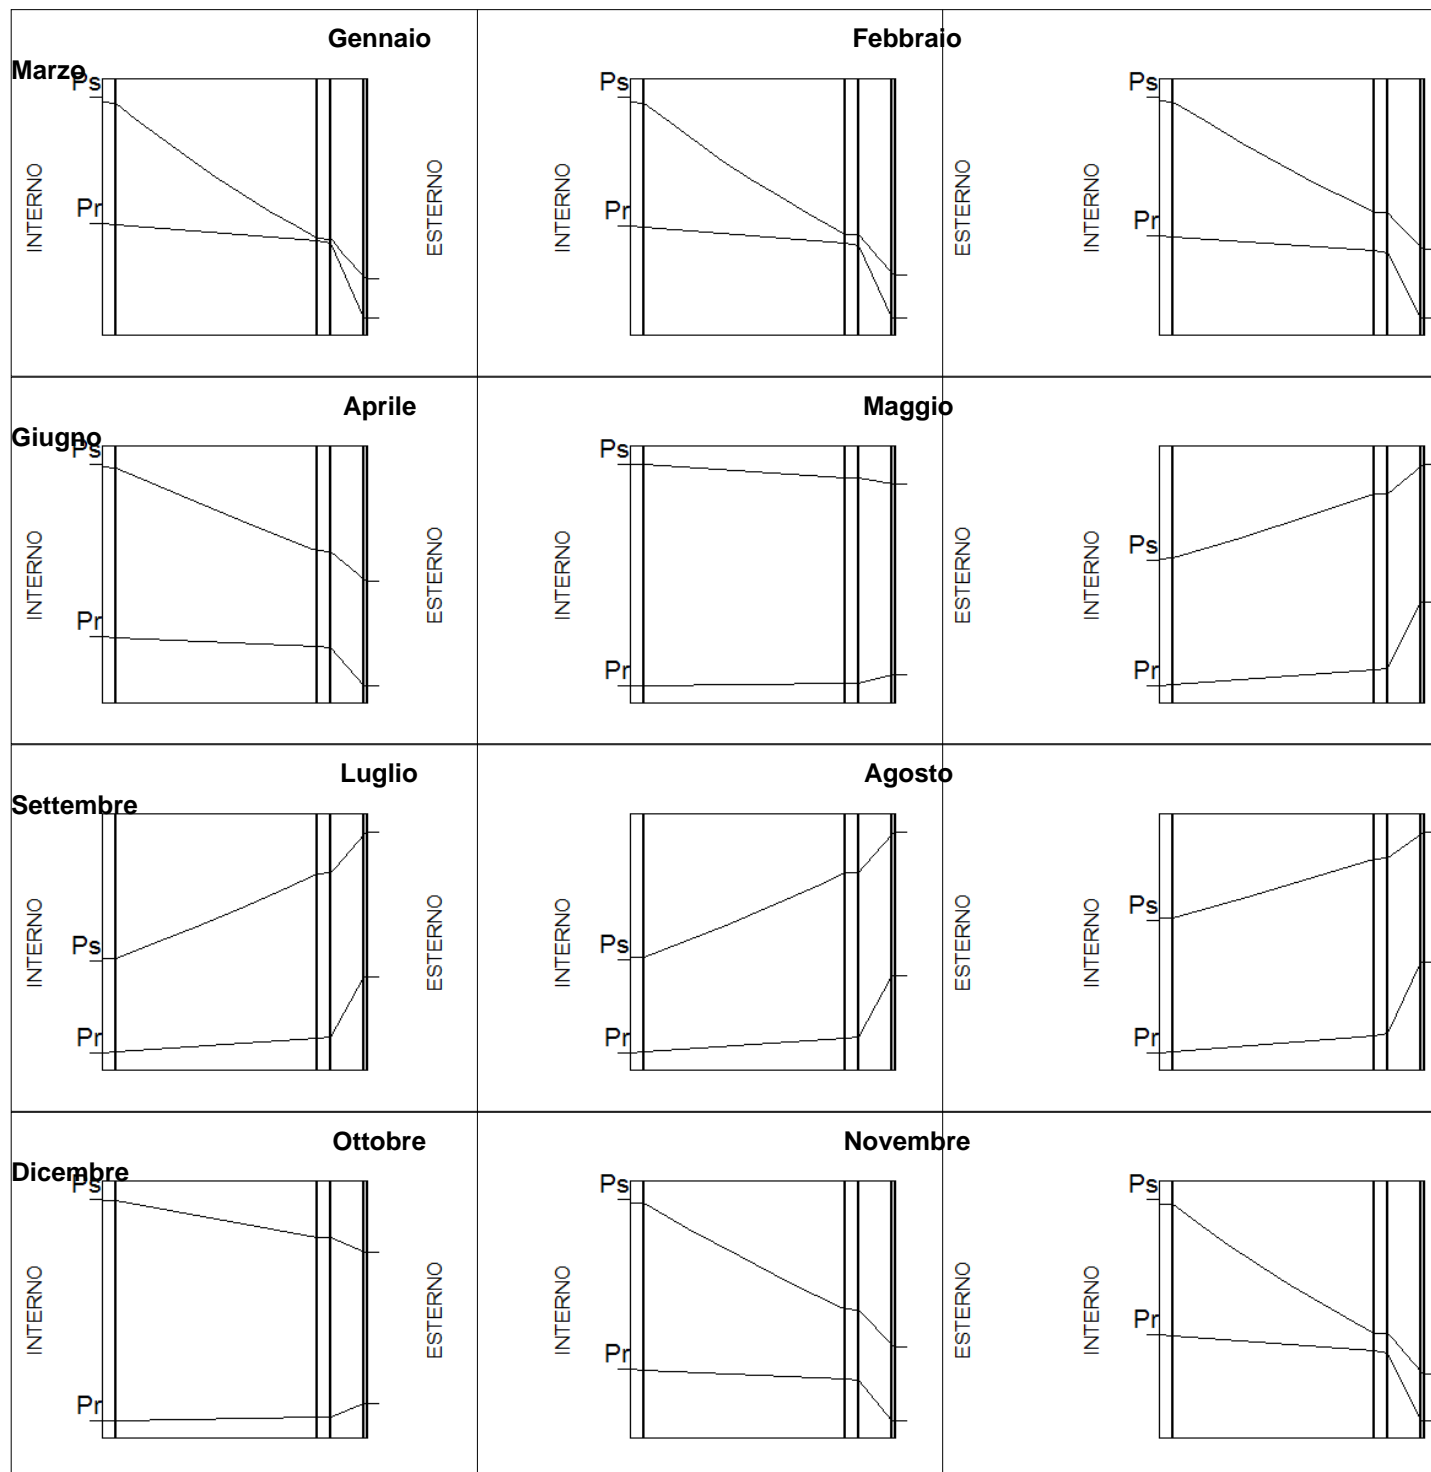 Gennaio Febbraio
Marzo
Ps Ps Ps
INTERNO ESTERNO INTERNO ESTERNO INTERNO
Pr Pr Pr
Aprile Maggio
Giugno
Ps Ps Ps
INTERNO ESTERNO INTERNO ESTERNO INTERNO
Pr Pr Pr
Luglio Agosto
Settembre
Ps Ps Ps
INTERNO ESTERNO INTERNO ESTERNO INTERNO
Pr Pr Pr
Ottobre Novembre
Dicembre
Ps Ps Ps
INTERNO ESTERNO INTERNO ESTERNO INTERNO
Pr Pr Pr